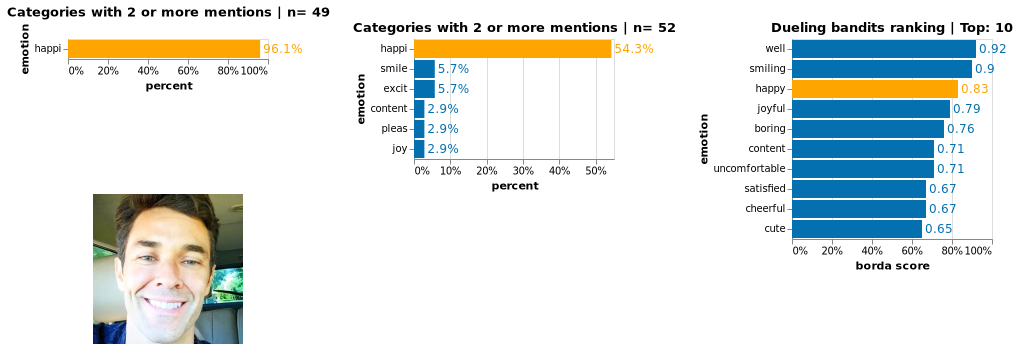 Categories with 2 or more mentions | n= 49
emotion
happi
96.1%
0% 20% 40% 60% 80% 100%
percent
Categories with 2 or more mentions | n= 52
emotion
happi 54.3%
smile 5.7%
excit 5.7%
content 2.9%
pleas 2.9%
joy 2.9%
0% 10% 20% 30% 40% 50%
percent
Dueling bandits ranking | Top: 10
emotion
well 0.92
smiling 0.9
happy 0.83
joyful 0.79
boring 0.76
content 0.71
uncomfortable 0.71
satisfied 0.67
cheerful 0.67
cute 0.65
0% 20% 40% 60% 80% 100%
borda score